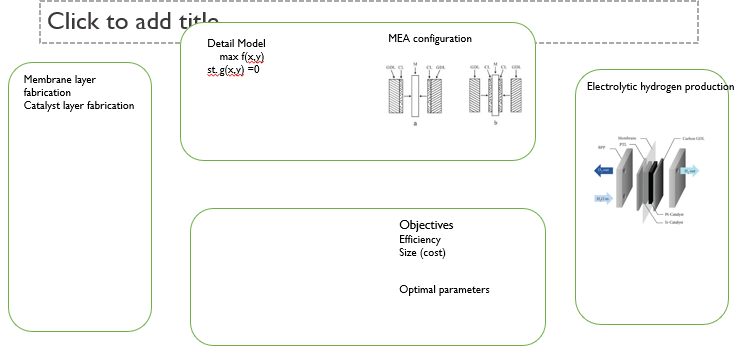 Click to add title
Detail Model
max f(x,y)
st. g(x,y) =0
MEA configuration
GDL CL M CL GDL
GDL CL M CL GDL
a
b
Membrane layer
fabrication
Catalyst layer fabrication
Objectives
Efficiency
Size (cost)
Optimal parameters
Electrolytic hydrogen production
Membrane
Carbon GDL
PTL
BPP
Pt-Catalyst
Ir-Catalyst